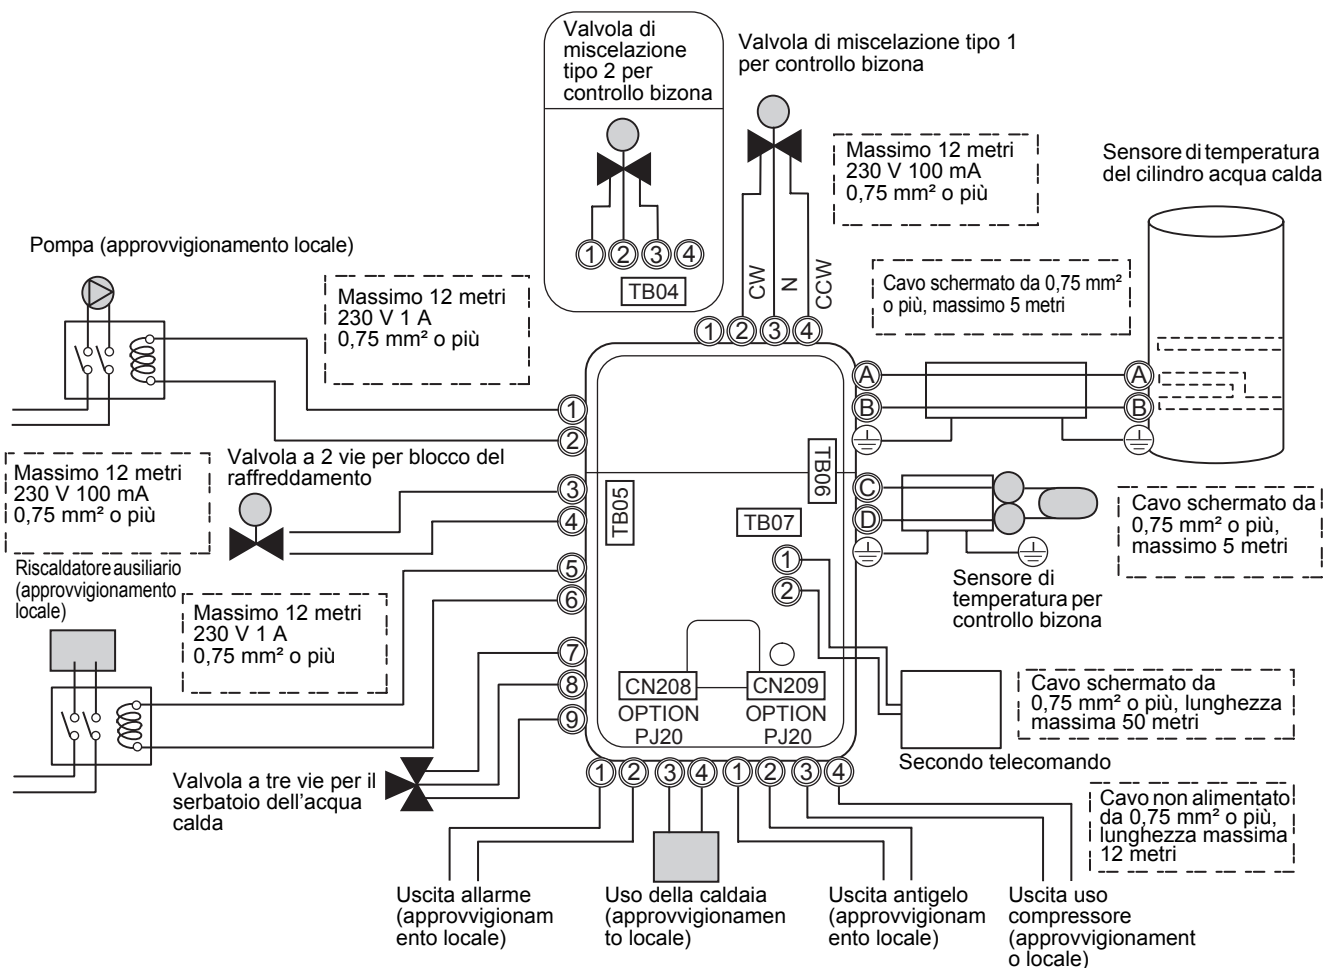 Valvola di
miscelazione
tipo 2 per
controllo bizona
① ② ③ ④
TB04
Valvola di miscelazione tipo 1
per controllo bizona
Massimo 12 metri
230 V 100 mA
0,75 mm² o più
CW
N
CCW
① ② ③ ④
Sensore di temperatura
del cilindro acqua calda
Cavo schermato da 0,75 mm²
o più, massimo 5 metri
A
B
A
B
Pompa (approvvigionamento locale)
Massimo 12 metri
230 V 1 A
0,75 mm² o più
①
②
Massimo 12 metri
230 V 100 mA
0,75 mm² o più
Valvola a 2 vie per blocco del
raffreddamento
③
④
TB05
TB06
TB07
①
②
C
D
Cavo schermato da
0,75 mm² o più,
massimo 5 metri
Sensore di
temperatura per
controllo bizona
Riscaldatore ausiliario
(approvvigionamento
locale)
Massimo 12 metri
230 V 1 A
0,75 mm² o più
⑤
⑥
⑦
⑧
⑨
CN208
OPTION
PJ20
CN209
OPTION
PJ20
Cavo schermato da
0,75 mm² o più, lunghezza
massima 50 metri
Secondo telecomando
Valvola a tre vie per il
serbatoio dell'acqua
calda
① ② ③ ④ ① ② ③ ④
Cavo non alimentato
da 0,75 mm² o più,
lunghezza massima
12 metri
Uscita allarme
(approvvigionam
ento locale)
Uso della caldaia
(approvvigionamen
to locale)
Uscita antigelo
(approvvigionam
ento locale)
Uscita uso
compressore
(approvvigionament
o locale)